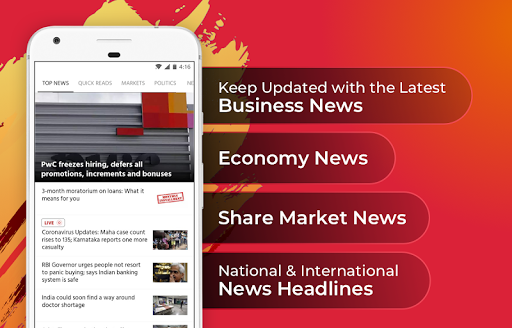 4:16
TOP NEWS QUICK READS MARKETS POLITICS
PwC freezes hiring, defers all
promotions, increments and bonuses
3-month moratorium on loans: What it
means for you
LIVE
Coronavirus Updates: Maha case count
rises to 135; Karnataka reports one more
casualty
RBI Governor urges people not resort
to panic buying; says Indian banking
system is safe
India could soon find a way around
doctor shortage
Keep Updated with the Latest
Business News
Economy News
Share Market News
National & International
News Headlines